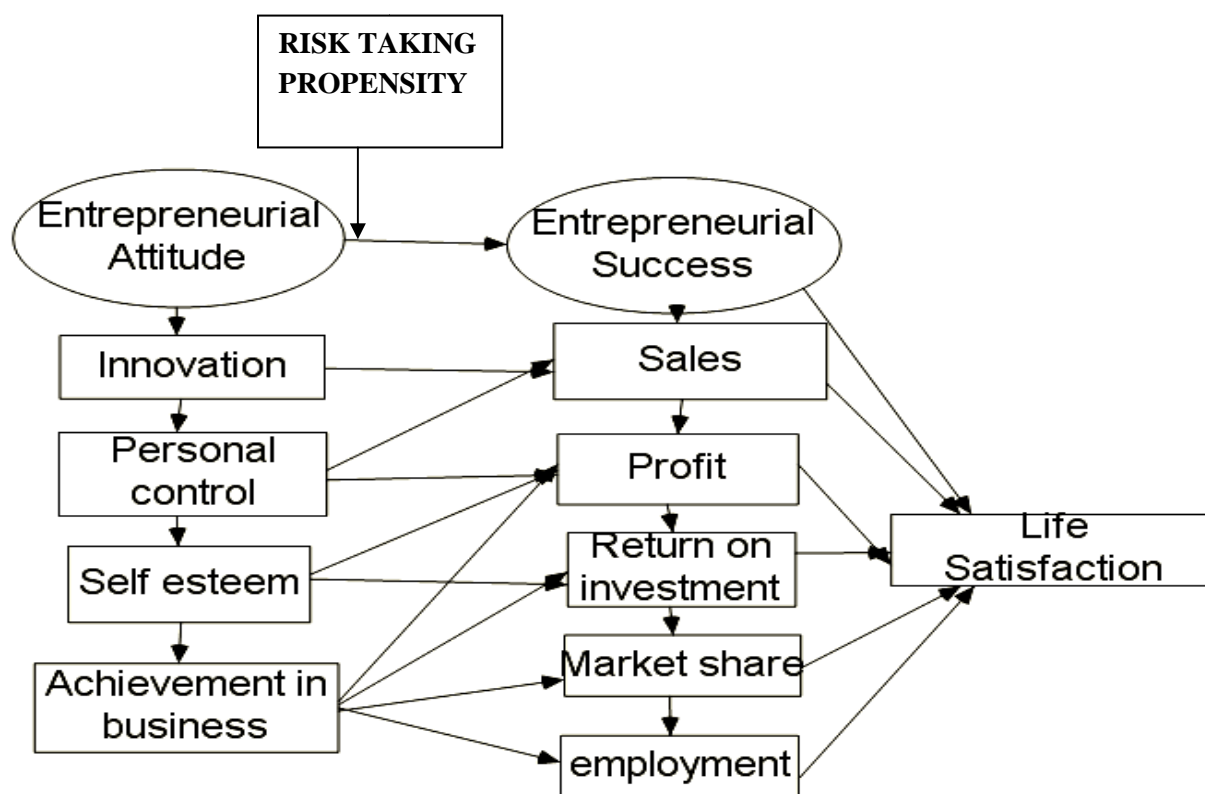 RISK TAKING
PROPENSITY
Entrepreneurial
Attitude
Entrepreneurial
Success
Innovation
Sales
Personal
control
Profit
Life
Satisfaction
Self esteem
Return on
investment
Achievement in
business
Market share
employment